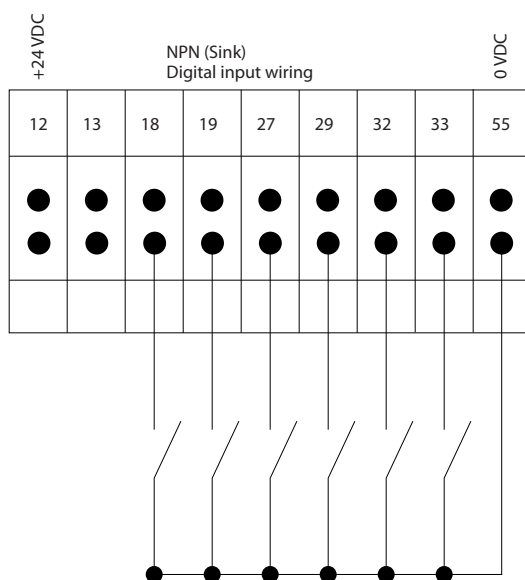 +24 VDC
NPN (Sink)
Digital input wiring
0 VDC
12 13 18 19 27 29 32 33 55